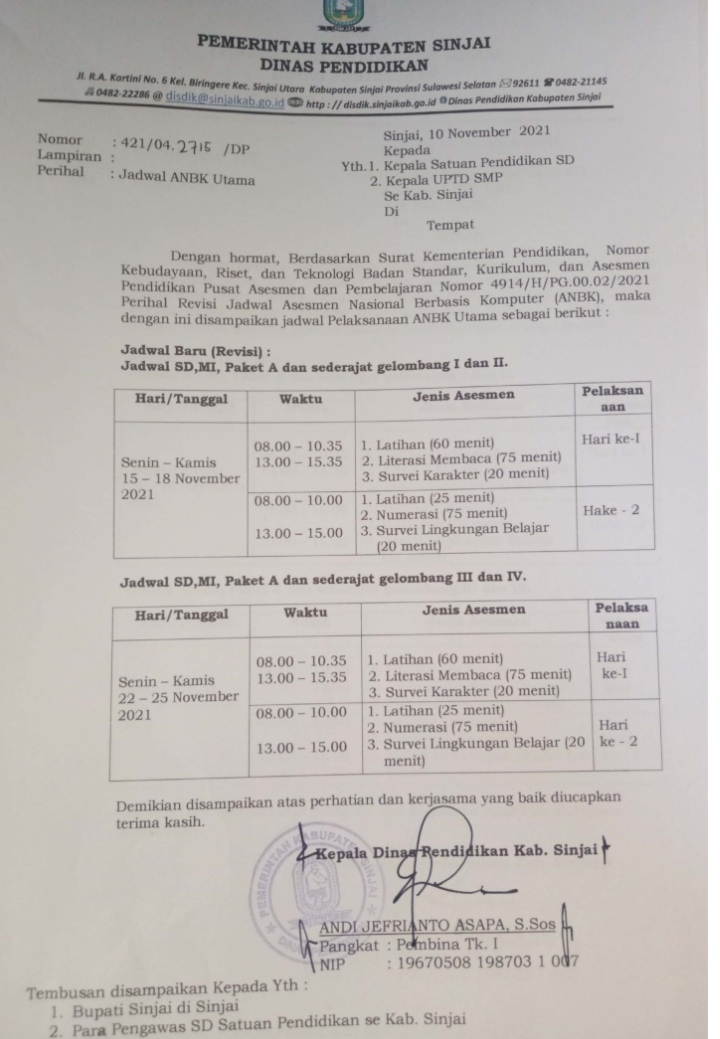 PEMERINTAH KABUPATEN SINJAI
DINAS PENDIDIKAN
Jl. R.A. Kartini No. 6 Kel. Biringere Kec. Sinjai Utara Kabupaten Sinjai Provinsi Sulawesi Selatan ✉ 92611 ☎ 0482-21145
0482-22286 @ disdik@sinjaikab.go.id http : // disdik.sinjaikab.go.id Dinas Pendidikan Kabupaten Sinjai
Sinjai, 10 November 2021
Nomor : 421/04.2715 /DP
Lampiran :
Perihal : Jadwal ANBK Utama
Kepada
Yth.1. Kepala Satuan Pendidikan SD
2. Kepala UPTD SMP
Se Kab. Sinjai
Di
Tempat
Dengan hormat, Berdasarkan Surat Kementerian Pendidikan, Nomor
Kebudayaan, Riset, dan Teknologi Badan Standar, Kurikulum, dan Asesmen
Pendidikan Pusat Asesmen dan Pembelajaran Nomor 4914/H/PG.00.02/2021
Perihal Revisi Jadwal Asesmen Nasional Berbasis Komputer (ANBK), maka
dengan ini disampaikan jadwal Pelaksanaan ANBK Utama sebagai berikut :
Jadwal Baru (Revisi) :
Jadwal SD,MI, Paket A dan sederajat gelombang I dan II.
Hari/Tanggal Waktu Jenis Asesmen Pelaksan
aan
Senin – Kamis
15 – 18 November
2021
08.00 – 10.35
13.00 – 15.35
1. Latihan (60 menit)
2. Literasi Membaca (75 menit)
3. Survei Karakter (20 menit)
Hari ke-I
08.00 – 10.00
13.00 – 15.00
1. Latihan (25 menit)
2. Numerasi (75 menit)
3. Survei Lingkungan Belajar
(20 menit)
Hake - 2
Jadwal SD,MI, Paket A dan sederajat gelombang III dan IV.
Hari/Tanggal Waktu Jenis Asesmen Pelaksa
naan
Senin – Kamis
22 – 25 November
2021
08.00 – 10.35
13.00 – 15.35
1. Latihan (60 menit)
2. Literasi Membaca (75 menit)
3. Survei Karakter (20 menit)
Hari
ke-I
08.00 – 10.00
13.00 – 15.00
1. Latihan (25 menit)
2. Numerasi (75 menit)
3. Survei Lingkungan Belajar (20
menit)
Hari
ke - 2
Demikian disampaikan atas perhatian dan kerjasama yang baik diucapkan
terima kasih.
Kepala Dinas Pendidikan Kab. Sinjai
PEMERINTAH KABUPATEN SINJAI
ANDI JEFRIANTO ASAPA, S.Sos
Pangkat : Pembina Tk. I
NIP : 19670508 198703 1 007
Tembusan disampaikan Kepada Yth :
1. Bupati Sinjai di Sinjai
2. Para Pengawas SD Satuan Pendidikan se Kab. Sinjai